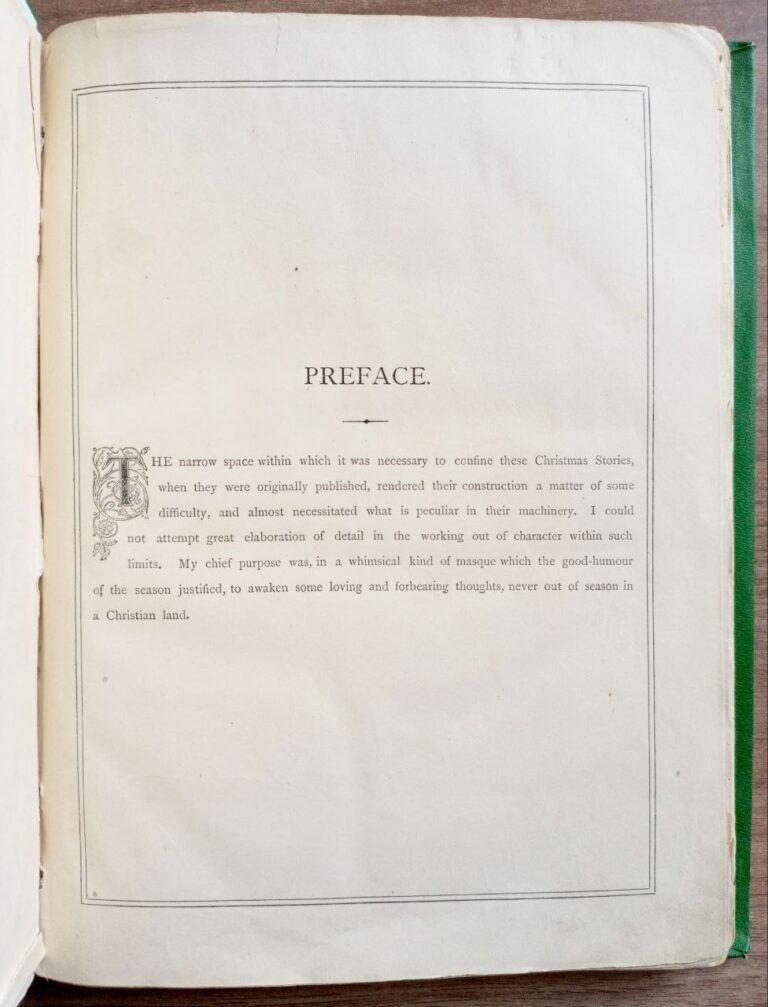 PREFACE.
THE narrow space within which it was necessary to confine these Christmas Stories,
when they were originally published, rendered their construction a matter of some
difficulty, and almost necessitated what is peculiar in their machinery. I could
not attempt great elaboration of detail in the working out of character within such
limits. My chief purpose was, in a whimsical kind of masque which the good-humour
of the season justified, to awaken some loving and forbearing thoughts, never out of season in
a Christian land.